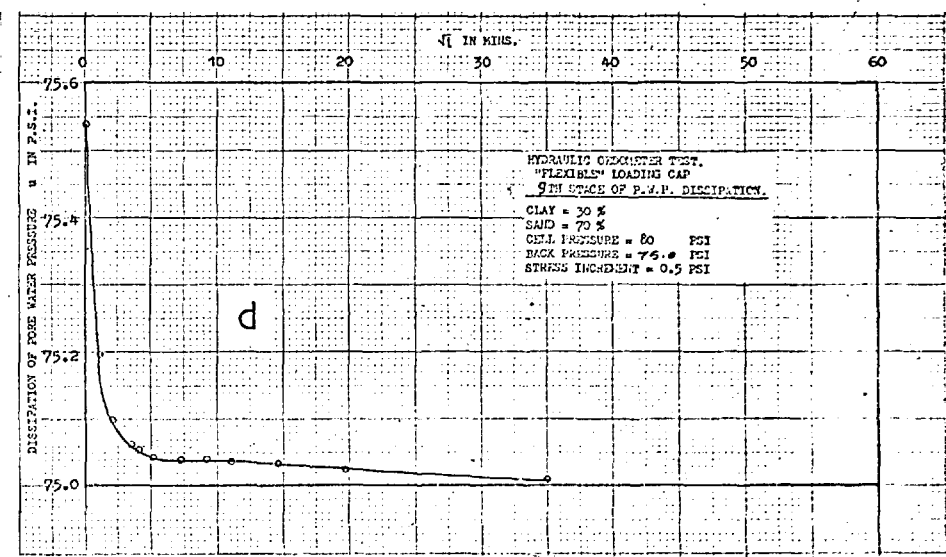 √t IN MINS.
0 10 20 30 40 50 60
75.6
75.4
75.2
75.0
DISSIPATION OF PORE WATER PRESSURE u IN P.S.I.
HYDRAULIC OEDOMETER TEST.
"FLEXIBLE" LOADING CAP
9TH STAGE OF P.W.P. DISSIPATION.
CLAY = 30 %
SAND = 70 %
CELL PRESSURE = 80 PSI
BACK PRESSURE = 75.0 PSI
STRESS INCREMENT = 0.5 PSI
d